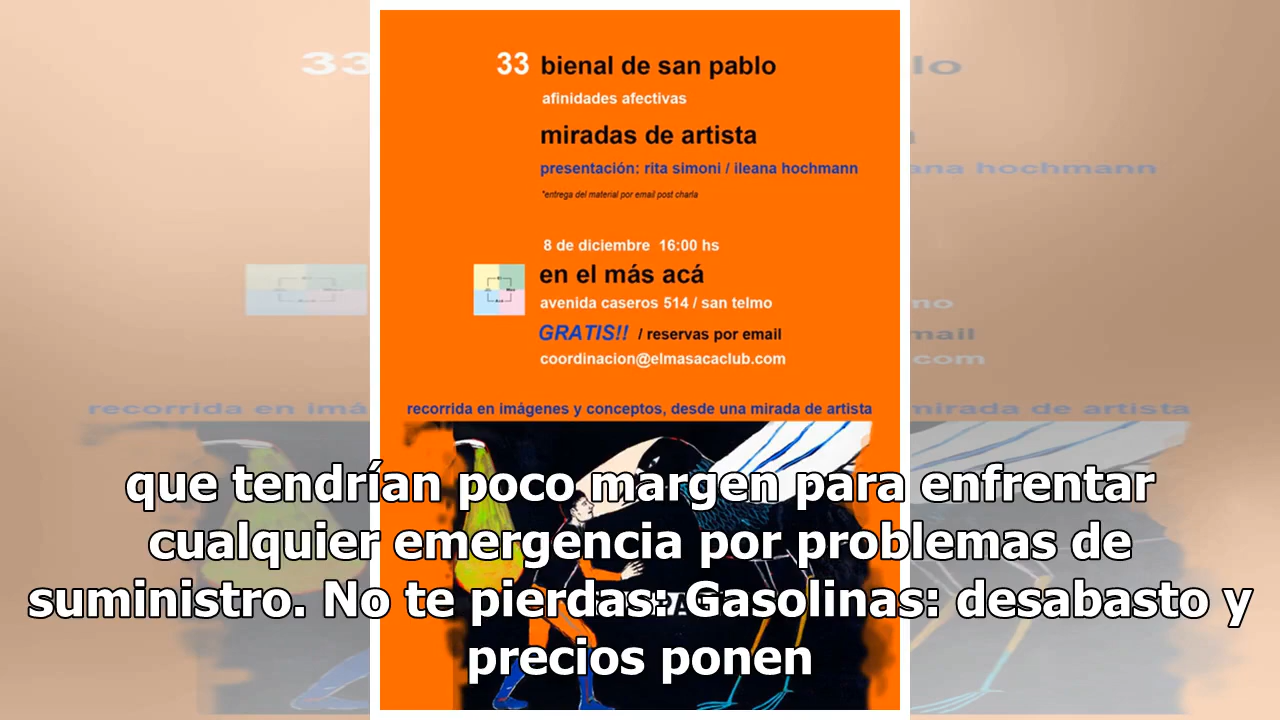 33 bienal de san pablo
afinidades afectivas
miradas de artista
presentación: rita simoni / ileana hochmann
*entrega del material por email post charla
8 de diciembre 16:00 hs
en el más acá
avenida caseros 514 / san telmo
GRATIS!! / reservas por email
coordinacion@elmasacaclub.com
recorrida en imágenes y conceptos, desde una mirada de artista
que tendrían poco margen para enfrentar
cualquier emergencia por problemas de
suministro. No te pierdas: Gasolinas: desabasto y
precios ponen